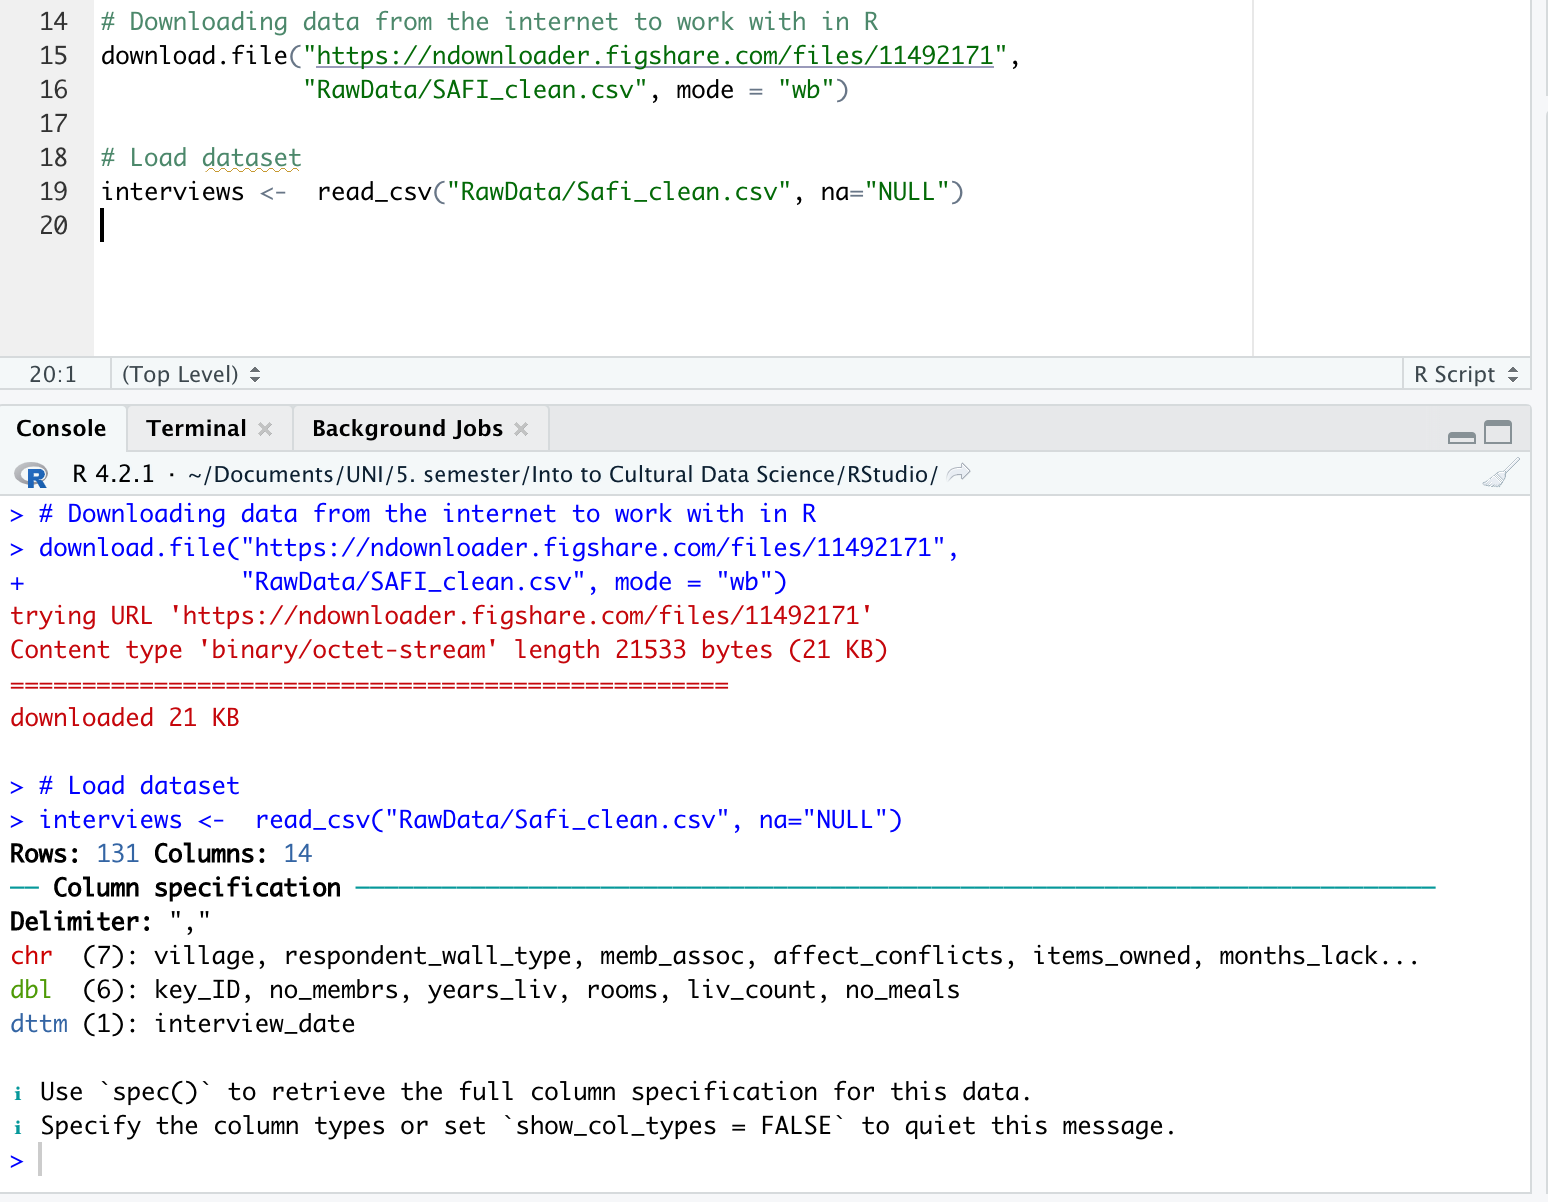 14 # Downloading data from the internet to work with in R
15 download.file("https://ndownloader.figshare.com/files/11492171",
16               "RawData/SAFI_clean.csv", mode = "wb")
17
18 # Load dataset
19 interviews <-  read_csv("RawData/Safi_clean.csv", na="NULL")
20
20:1 (Top Level) R Script
Console Terminal Background Jobs
R 4.2.1 · ~/Documents/UNI/5. semester/Into to Cultural Data Science/RStudio/
> # Downloading data from the internet to work with in R
> download.file("https://ndownloader.figshare.com/files/11492171",
+               "RawData/SAFI_clean.csv", mode = "wb")
trying URL 'https://ndownloader.figshare.com/files/11492171'
Content type 'binary/octet-stream' length 21533 bytes (21 KB)
==================================================
downloaded 21 KB
> # Load dataset
> interviews <-  read_csv("RawData/Safi_clean.csv", na="NULL")
Rows: 131 Columns: 14
── Column specification ───────────────────────────────────────────────────────────────────────────
Delimiter: ","
chr  (7): village, respondent_wall_type, memb_assoc, affect_conflicts, items_owned, months_lack...
dbl  (6): key_ID, no_membrs, years_liv, rooms, liv_count, no_meals
dttm (1): interview_date
ℹ Use `spec()` to retrieve the full column specification for this data.
ℹ Specify the column types or set `show_col_types = FALSE` to quiet this message.
>